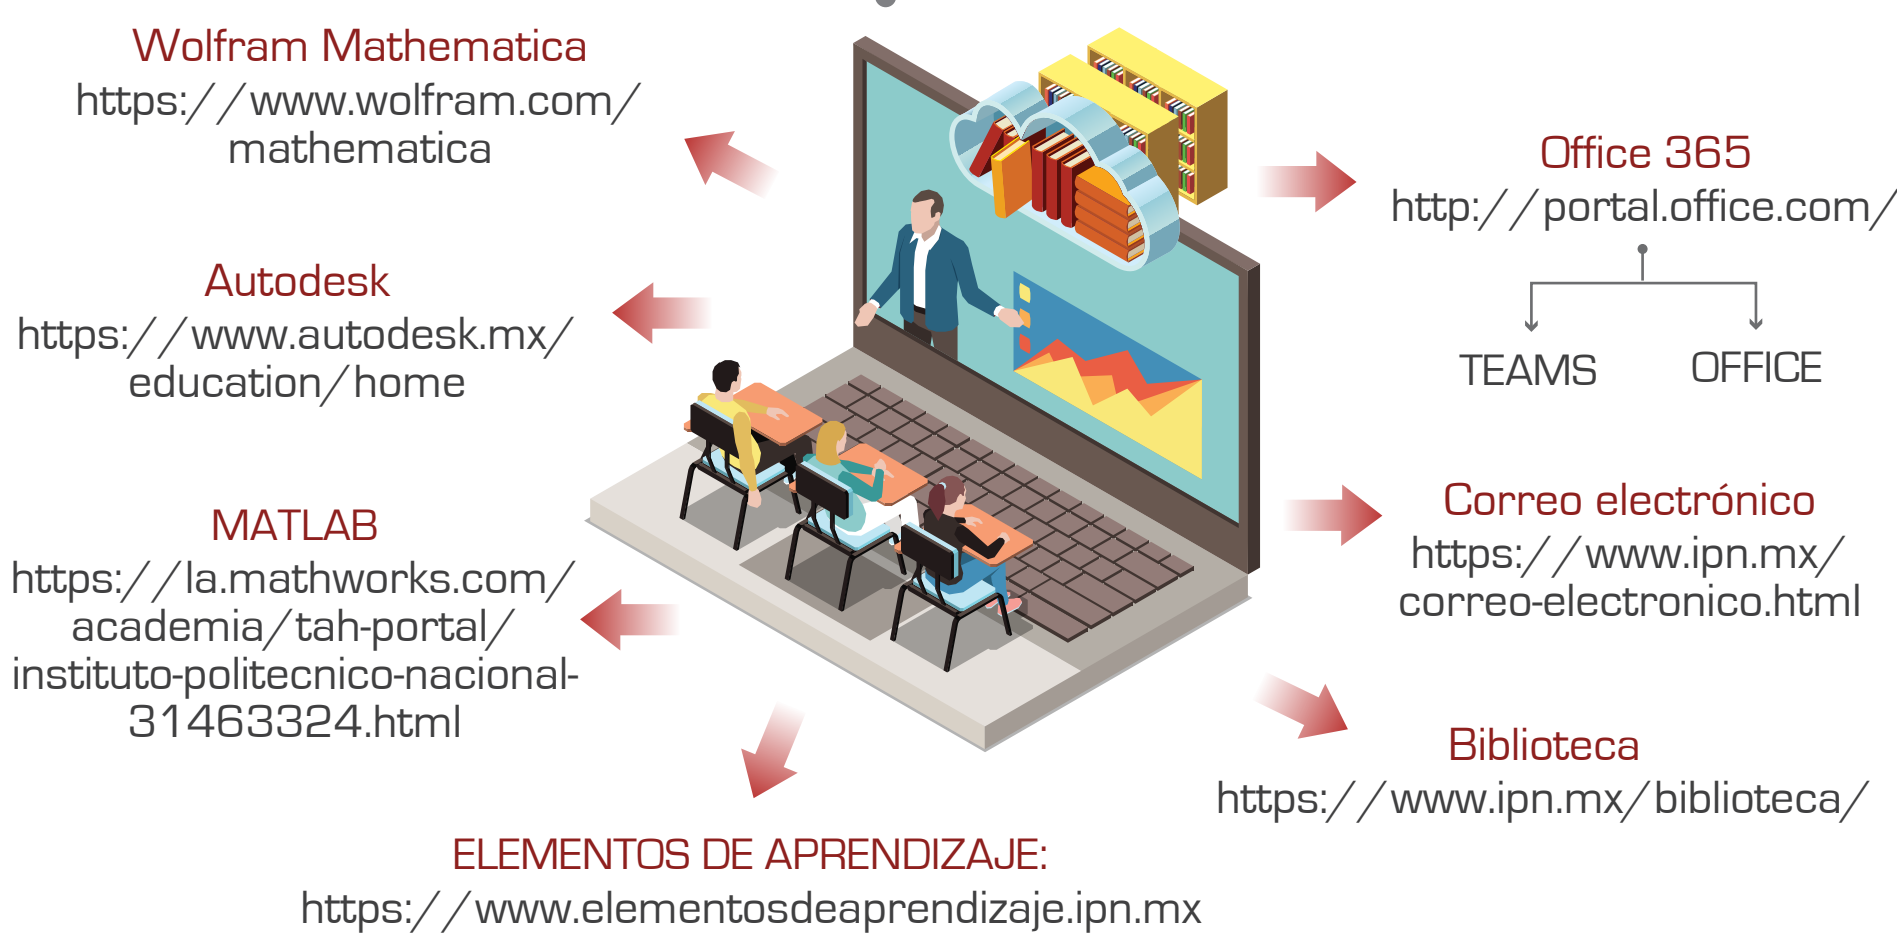 Wolfram Mathematica
https://www.wolfram.com/
mathematica
Autodesk
https://www.autodesk.mx/
education/home
MATLAB
https://la.mathworks.com/
academia/tah-portal/
instituto-politecnico-nacional-
31463324.html
ELEMENTOS DE APRENDIZAJE:
https://www.elementosdeaprendizaje.ipn.mx
Office 365
http://portal.office.com/
TEAMS
OFFICE
Correo electrónico
https://www.ipn.mx/
correo-electronico.html
Biblioteca
https://www.ipn.mx/biblioteca/